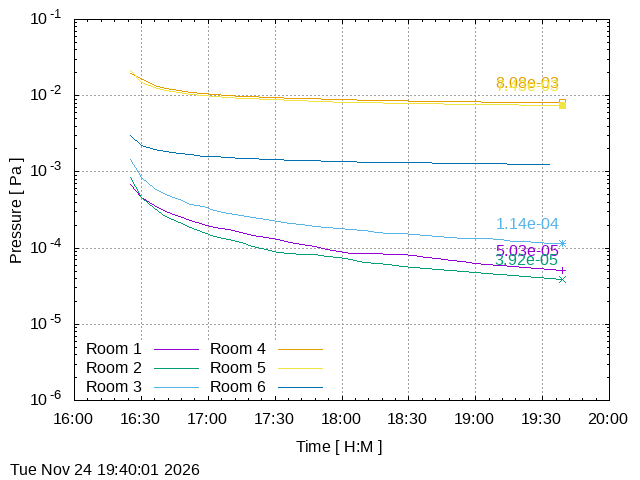 10^-1
10^-2
10^-3
10^-4
10^-5
10^-6
Pressure [ Pa ]
8.08e-03
1.14e-04
5.03e-05
3.92e-05
Room 1 Room 4
Room 2 Room 5
Room 3 Room 6
16:00 16:30 17:00 17:30 18:00 18:30 19:00 19:30 20:00
Time [ H:M ]
Tue Nov 24 19:40:01 2026